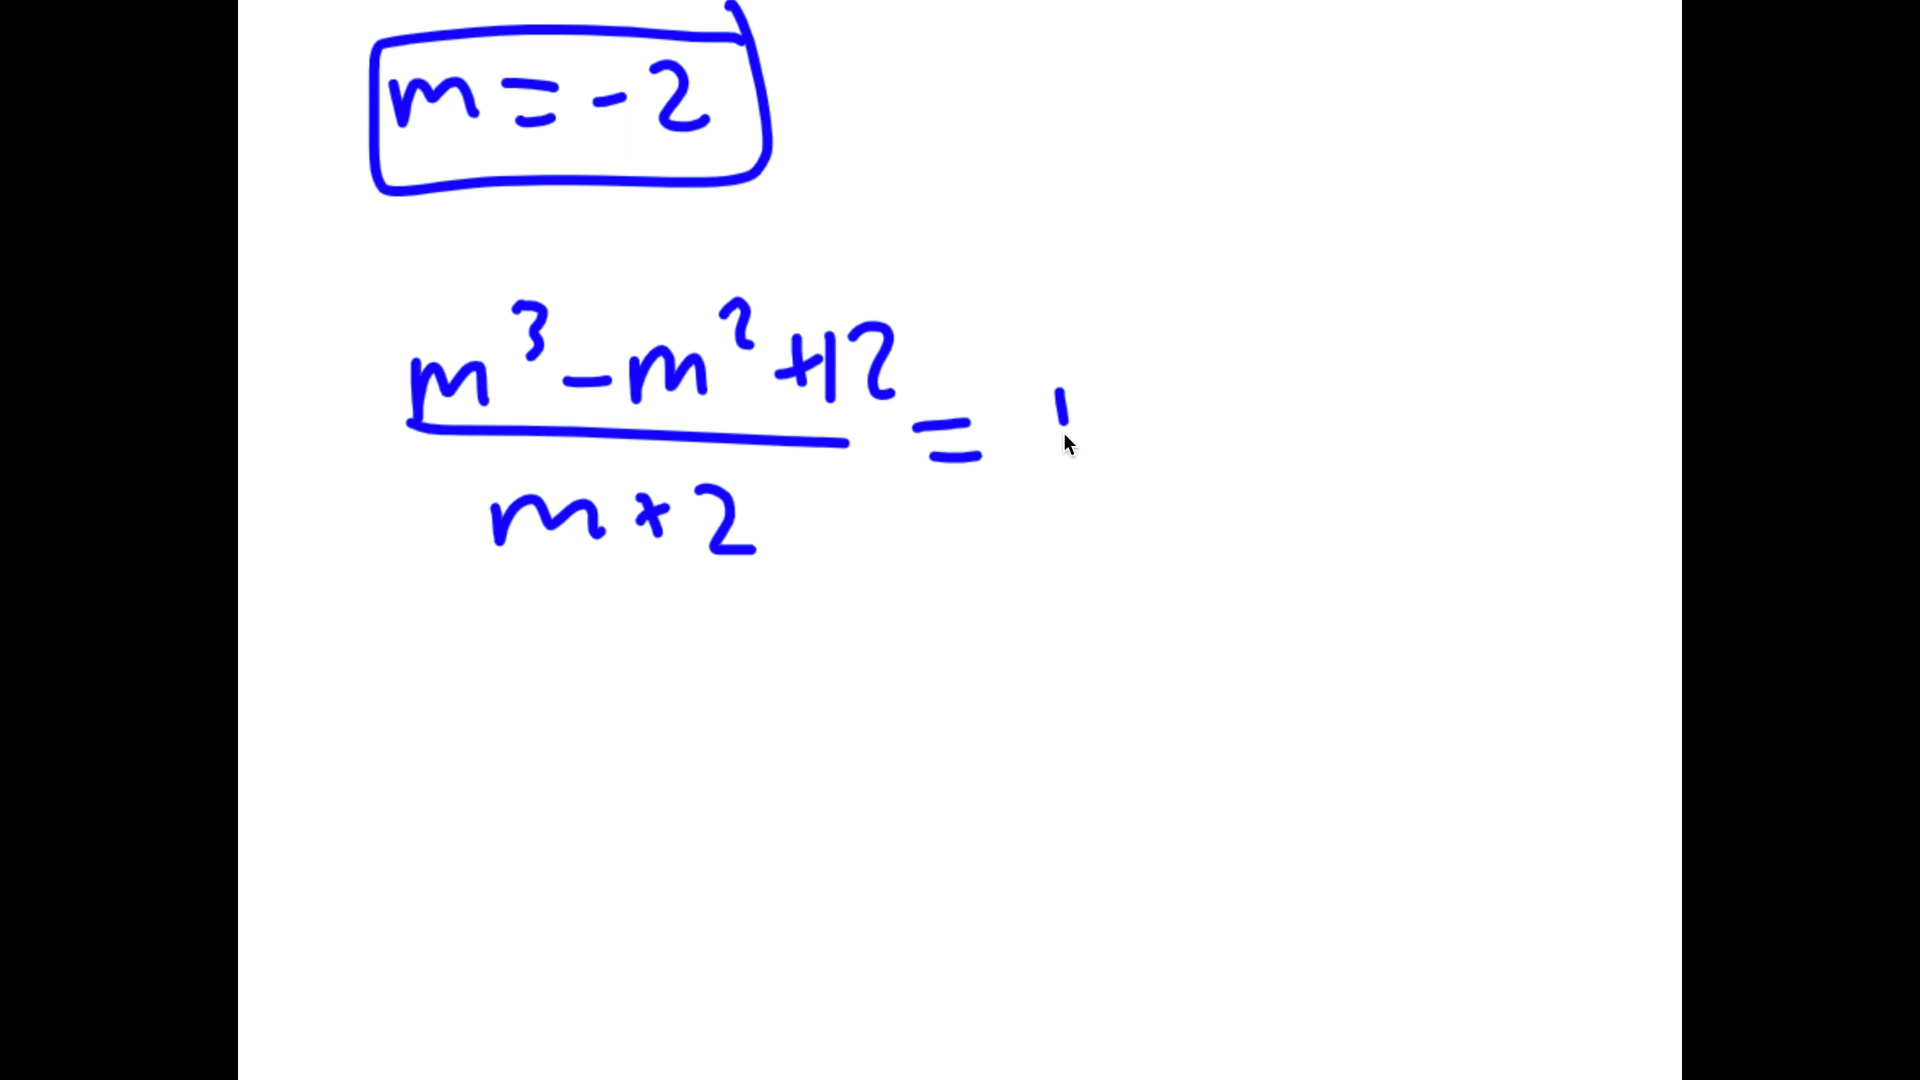 m = -2
m³ - m² + 12
m + 2
=